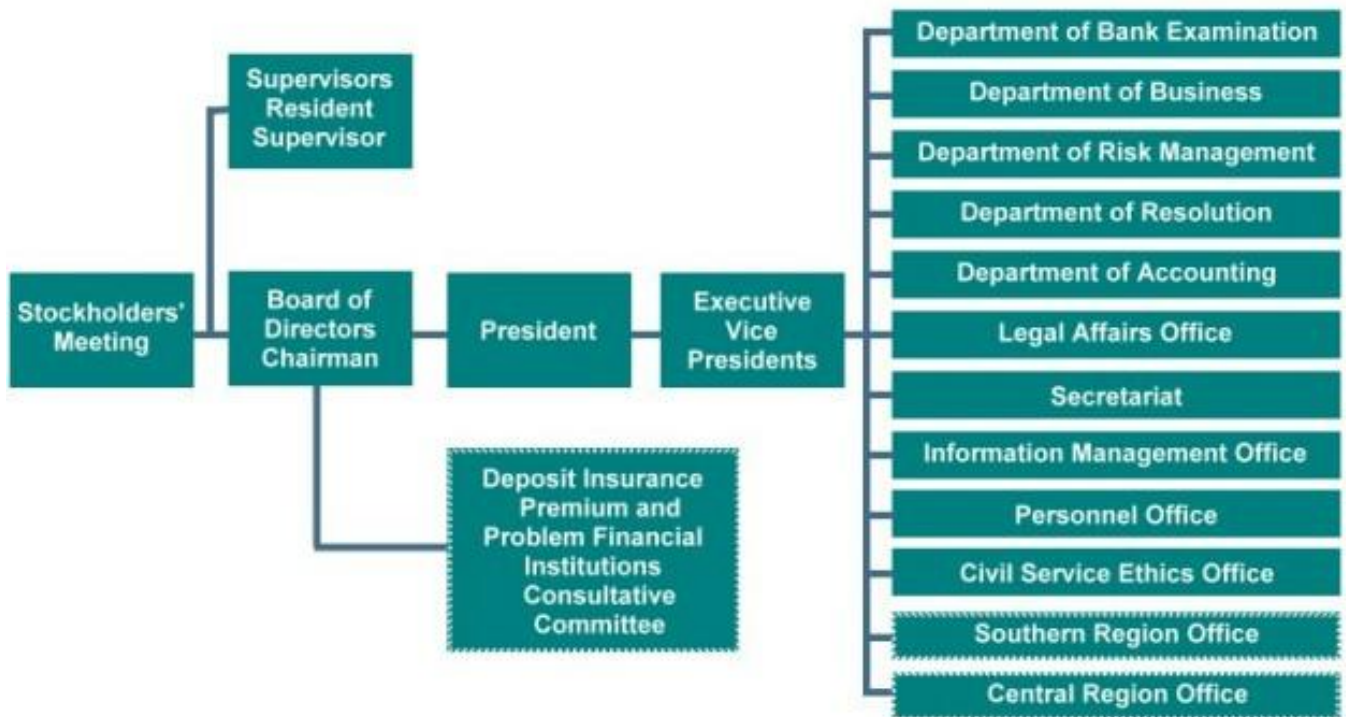 Stockholders'
Meeting
Supervisors
Resident
Supervisor
Board of
Directors
Chairman
Deposit Insurance
Premium and
Problem Financial
Institutions
Consultative
Committee
President
Executive
Vice
Presidents
Department of Bank Examination
Department of Business
Department of Risk Management
Department of Resolution
Department of Accounting
Legal Affairs Office
Secretariat
Information Management Office
Personnel Office
Civil Service Ethics Office
Southern Region Office
Central Region Office